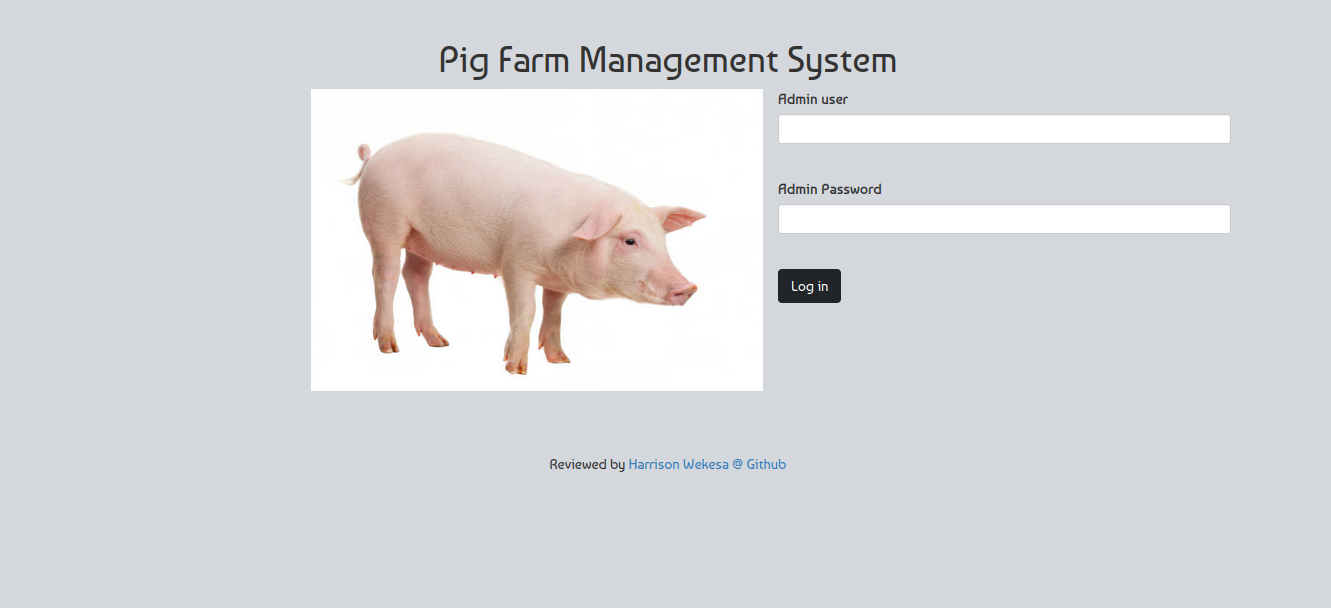 Pig Farm Management System
Admin user
Admin Password
Log in
Reviewed by Harrison Wekesa @ Github